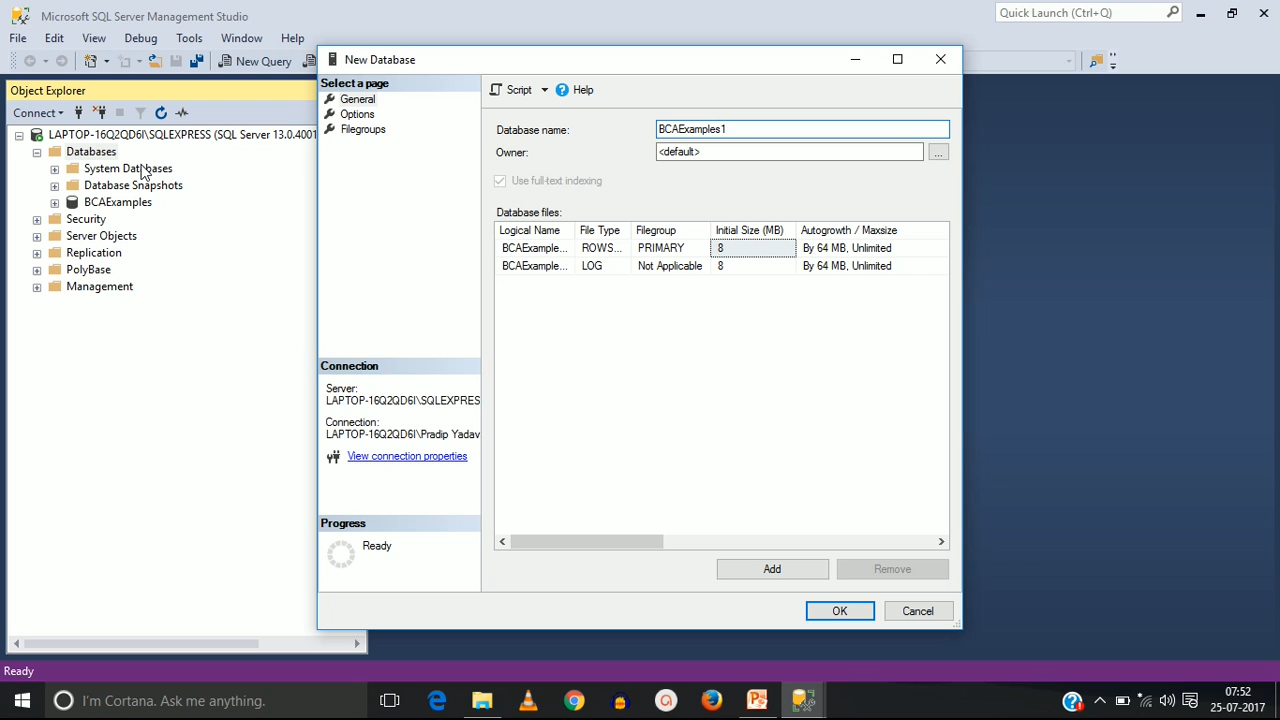 Microsoft SQL Server Management Studio
Quick Launch (Ctrl+Q)
File Edit View Debug Tools Window Help
New Query
Object Explorer
Connect
LAPTOP-16Q2QD6I\SQLEXPRESS (SQL Server 13.0.4001
Databases
System Databases
Database Snapshots
BCAExamples
Security
Server Objects
Replication
PolyBase
Management
New Database
Select a page
General
Options
Filegroups
Script Help
Database name: BCAExamples1
Owner: <default> ...
Use full-text indexing
Database files:
Logical Name File Type Filegroup Initial Size (MB) Autogrowth / Maxsize
BCAExample... ROWS... PRIMARY 8 By 64 MB, Unlimited
BCAExample... LOG Not Applicable 8 By 64 MB, Unlimited
Connection
Server:
LAPTOP-16Q2QD6I\SQLEXPRES
Connection:
LAPTOP-16Q2QD6I\Pradip Yadav
View connection properties
Progress
Ready
Add Remove
OK Cancel
Ready
I'm Cortana. Ask me anything.
07:52
25-07-2017